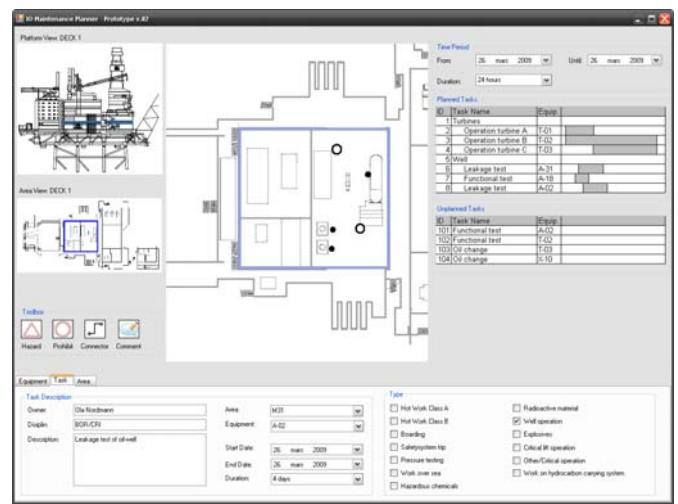 IO Maintenance Planner - Prototype v.02
Platform View: DECK 1
Area View: DECK 1
Toolbox
Hazard Prohibit Connector Comment
Time Period
From: 26 mars 2009 Until: 26 mars 2009
Duration: 24 hours
Planned Tasks
ID Task Name Equip.
1 Turbines
2 Operation turbine A T-01
3 Operation turbine B T-02
4 Operation turbine C T-03
5 Well
6 Leakage test A-31
7 Functional test A-18
8 Leakage test A-02
Unplanned Tasks
ID Task Name Equip.
101 Functional test A-02
102 Functional test T-02
103 Oil change T-03
104 Oil change X-10
Equipment Task Area
Task Description
Owner: Ola Nordmann
Disiplin: BOR/CRI
Description: Leakage test of oil-well
Area: M31
Equipment: A-02
Start Date: 26 mars 2009
End Date: 26 mars 2009
Duration: 4 days
Type
Hot Work Class A
Hot Work Class B
Boarding
Safetysystem trip
Pressure testing
Work over sea
Hazardous chemicals
Radioactive material
Well operation
Explosives
Critical lift operation
Other/Critical operation
Work on hydrocarbon carrying system.